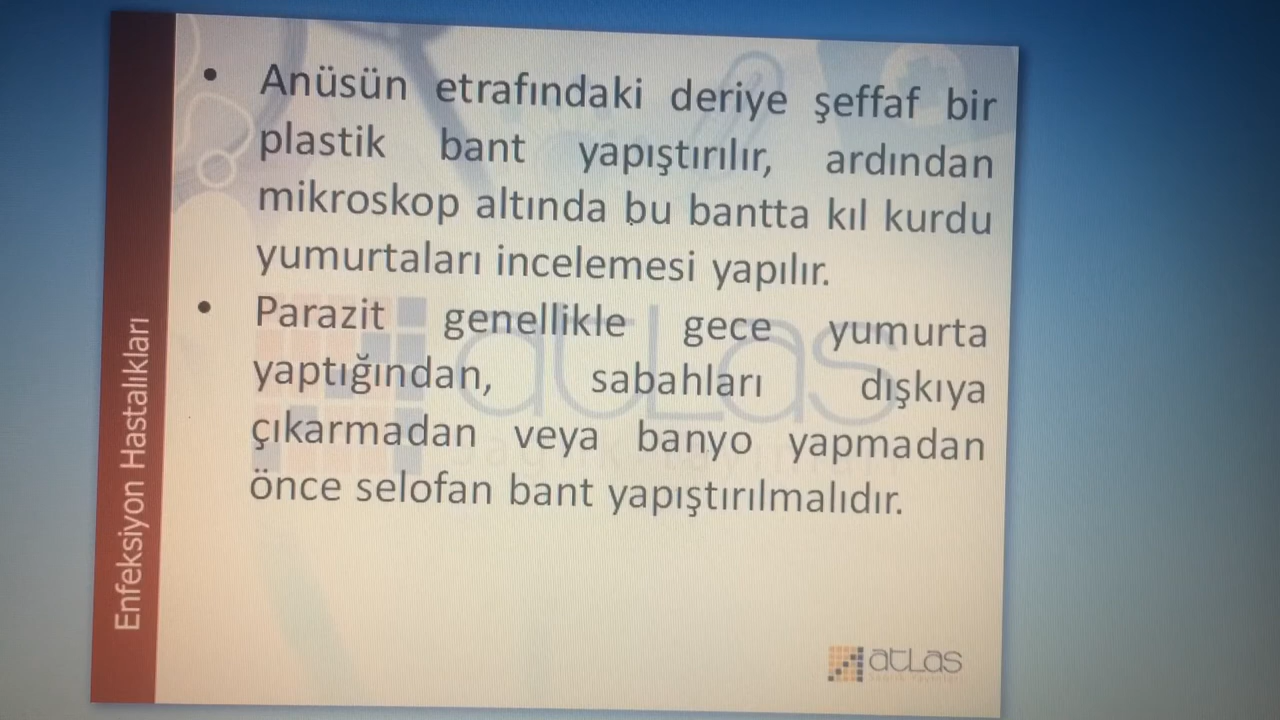 Enfeksiyon Hastalıkları
• Anüsün etrafındaki deriye şeffaf bir
plastik bant yapıştırılır, ardından
mikroskop altında bu bantta kıl kurdu
yumurtaları incelemesi yapılır.
• Parazit genellikle gece yumurta
yaptığından, sabahları dışkıya
çıkarmadan veya banyo yapmadan
önce selofan bant yapıştırılmalıdır.
atLas
atLas